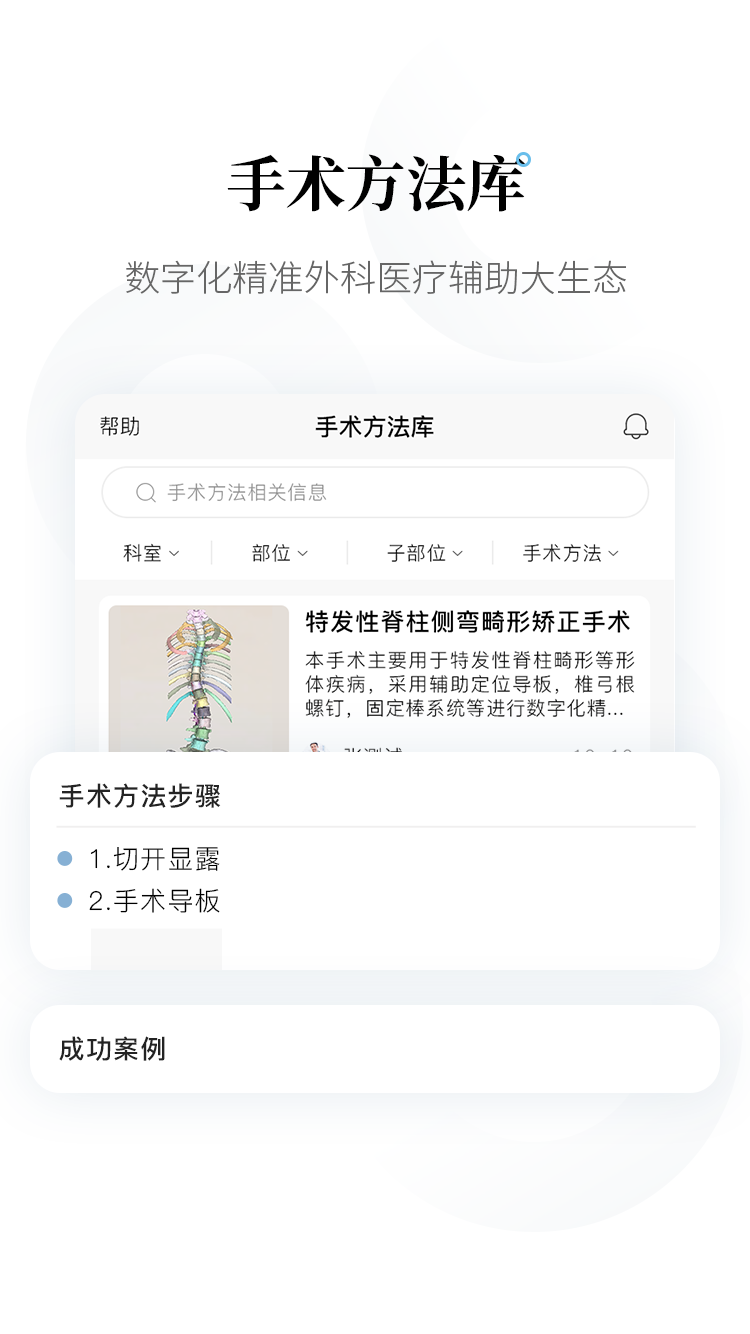 手术方法库
数字化精准外科医疗辅助大生态
帮助
手术方法库
手术方法相关信息
科室
部位
子部位
手术方法
特发性脊柱侧弯畸形矫正手术
本手术主要用于特发性脊柱畸形等形
体疾病，采用辅助定位导板，椎弓根
螺钉，固定棒系统等进行数字化精...
手术方法步骤
1.切开显露
2.手术导板
成功案例